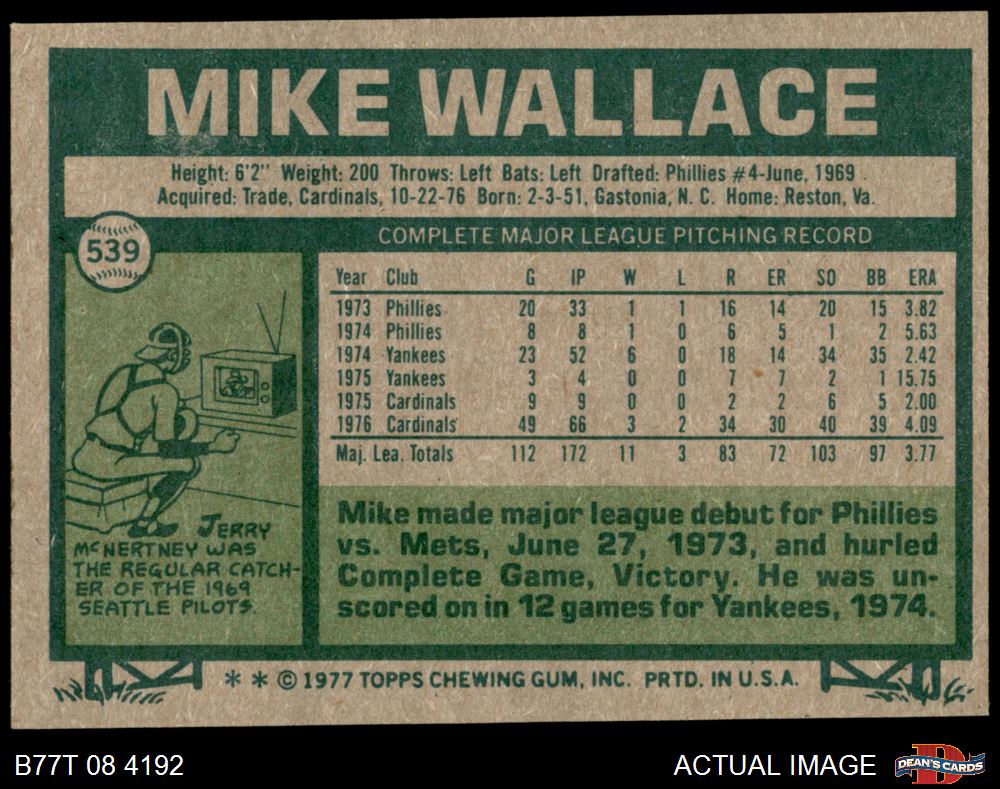 MIKE WALLACE
Height: 6'2" Weight: 200 Throws: Left Bats: Left Drafted: Phillies #4-June, 1969
Acquired: Trade, Cardinals, 10-22-76 Born: 2-3-51, Gastonia, N. C. Home: Reston, Va.
539
COMPLETE MAJOR LEAGUE PITCHING RECORD
Year Club G IP W L R ER SO BB ERA
1973 Phillies 20 33 1 1 16 14 20 15 3.82
1974 Phillies 8 8 1 0 6 5 1 2 5.63
1974 Yankees 23 52 6 0 18 14 34 35 2.42
1975 Yankees 3 4 0 0 7 7 2 1 15.75
1975 Cardinals 9 9 0 0 2 2 6 5 2.00
1976 Cardinals 49 66 3 2 34 30 40 39 4.09
Maj. Lea. Totals 112 172 11 3 83 72 103 97 3.77
JERRY
McNERTNEY WAS
THE REGULAR CATCH-
ER OF THE 1969
SEATTLE PILOTS.
Mike made major league debut for Phillies
vs. Mets, June 27, 1973, and hurled
Complete Game, Victory. He was un-
scored on in 12 games for Yankees, 1974.
* * © 1977 TOPPS CHEWING GUM, INC. PRTD. IN U.S.A.
B77T 08 4192
ACTUAL IMAGE
D
DEAN'S CARDS